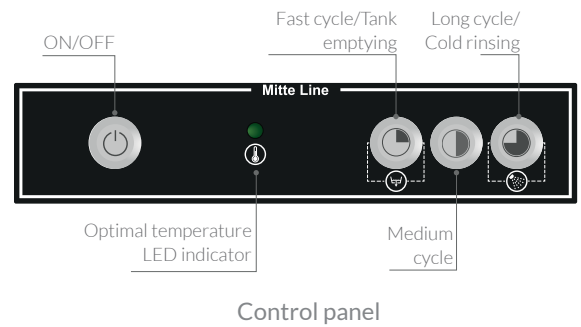 Fast cycle/Tank
emptying
Long cycle/
Cold rinsing
ON/OFF
Mitte Line
Optimal temperature
LED indicator
Medium
cycle
Control panel